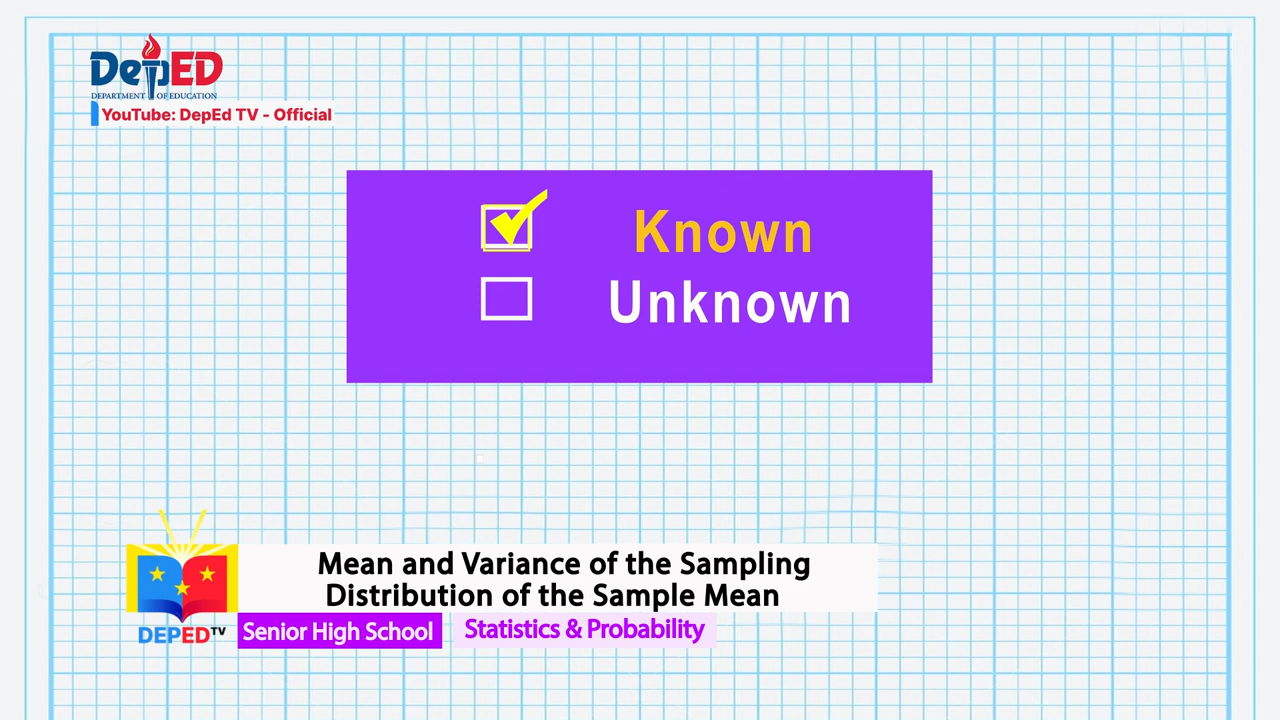 DepED
DEPARTMENT OF EDUCATION
YouTube: DepEd TV - Official
Known
Unknown
Mean and Variance of the Sampling
Distribution of the Sample Mean
DEPED TV
Senior High School
Statistics & Probability